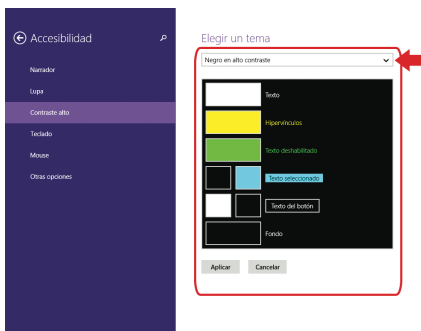 Accesibilidad
Narrador
Lupa
Contraste alto
Teclado
Mouse
Otras opciones
Elegir un tema
Negro en alto contraste
Texto
Hipervínculos
Texto deshabilitado
Texto seleccionado
Texto del botón
Fondo
Aplicar Cancelar